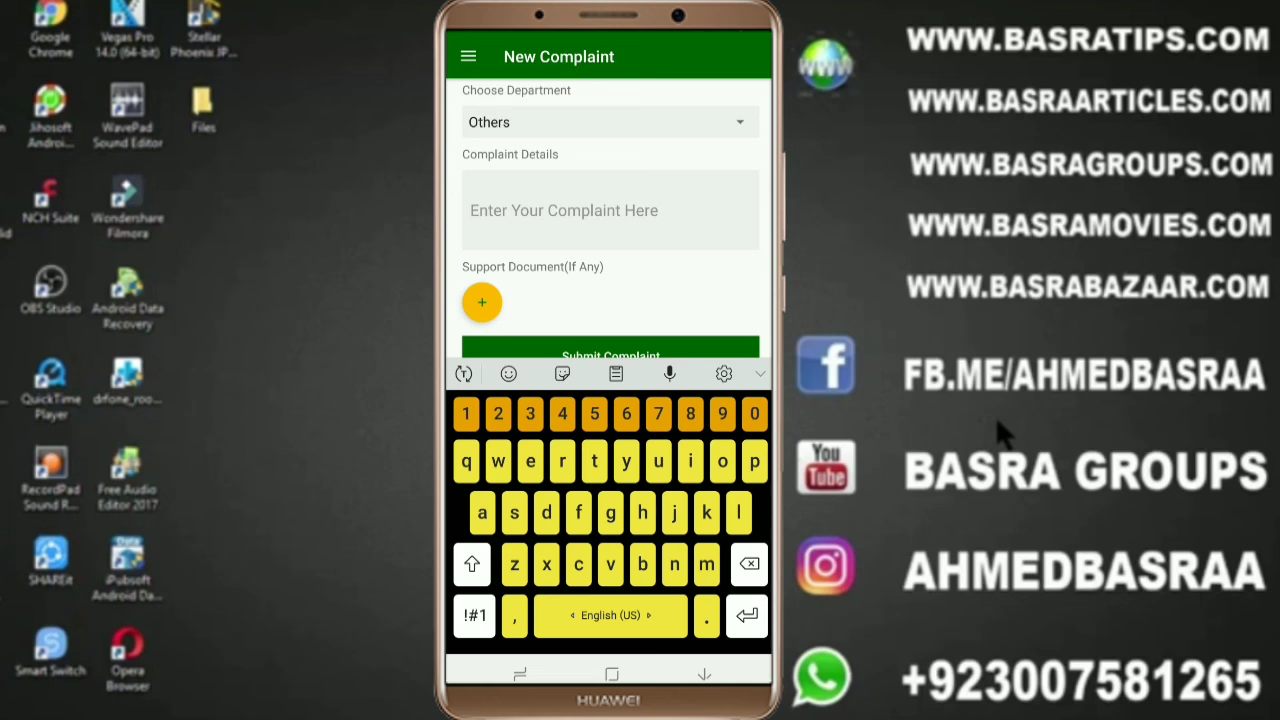 Google
Chrome
Vegas Pro
14.0 (64-bit)
Stellar
Phoenix JP...
Jihosoft
Androi...
WavePad
Sound Editor
Files
NCH Suite
Wondershare
Filmora
OBS Studio
Android Data
Recovery
QuickTime
Player
drfone_roo...
RecordPad
Sound R...
Free Audio
Editor 2017
SHAREit
iPubsoft
Android Da...
Smart Switch
Opera
Browser
New Complaint
Choose Department
Others
Complaint Details
Enter Your Complaint Here
Support Document(If Any)
+
Submit Complaint
1 2 3 4 5 6 7 8 9 0
q w e r t y u i o p
a s d f g h j k l
z x c v b n m
!#1 , English (US) .
HUAWEI
WWW
WWW.BASRATIPS.COM
WWW.BASRAARTICLES.COM
WWW.BASRAGROUPS.COM
WWW.BASRAMOVIES.COM
WWW.BASRABAZAAR.COM
f
FB.ME/AHMEDBASRAA
You
Tube
BASRA GROUPS
AHMEDBASRAA
+923007581265